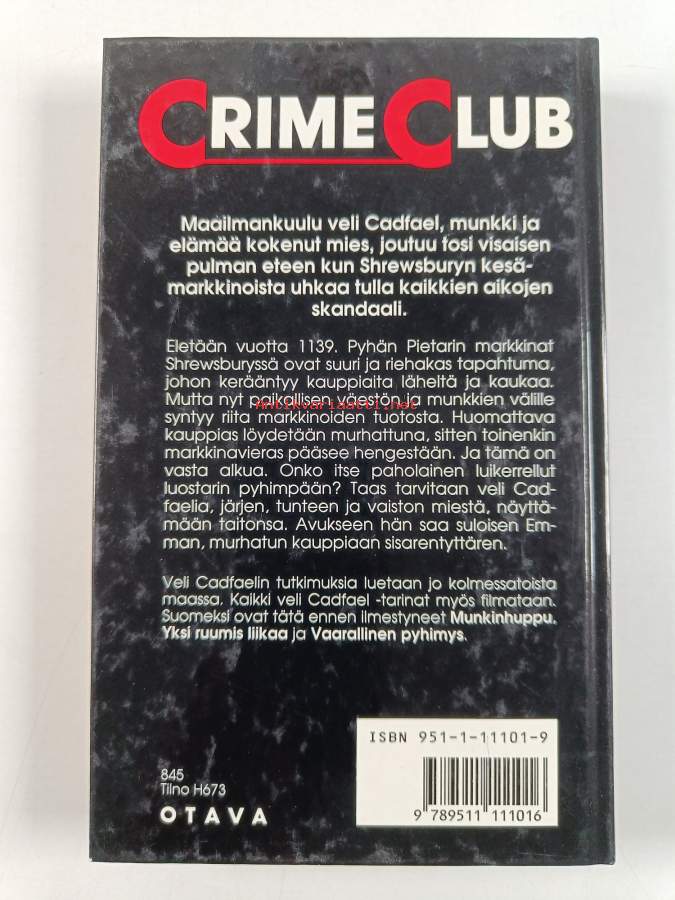 CRIME CLUB
Maailmankuulu veli Cadfael, munkki ja
elämää kokenut mies, joutuu tosi visaisen
pulman eteen kun Shrewsburyn kesä-
markkinoista uhkaa tulla kaikkien aikojen
skandaali.
Eletään vuotta 1139. Pyhän Pietarin markkinat
Shrewsburyssä ovat suuri ja riehakas tapahtuma,
johon kerääntyy kauppiaita läheltä ja kaukaa.
Mutta nyt paikallisen väestön ja munkkien välille
Antikvariaatti.net
syntyy riita markkinoiden tuotosta. Huomattava
kauppias löydetään murhattuna, sitten toinenkin
markkinavieras pääsee hengestään. Ja tämä on
vasta alkua. Onko itse paholainen luikerrellut
luostarin pyhimpään? Taas tarvitaan veli Cad-
faelia, järjen, tunteen ja vaiston miestä, näyttä-
mään taitonsa. Avukseen hän saa suloisen Em-
man, murhatun kauppiaan sisarentyttären.
Veli Cadfaelin tutkimuksia luetaan jo kolmessatoista
maassa. Kaikki veli Cadfael -tarinat myös filmataan.
Suomeksi ovat tätä ennen ilmestyneet Munkinhuppu,
Yksi ruumis liikaa ja Vaarallinen pyhimys.
ISBN 951-1-11101-9
845
Tilno H673
OTAVA
9 789511 111016